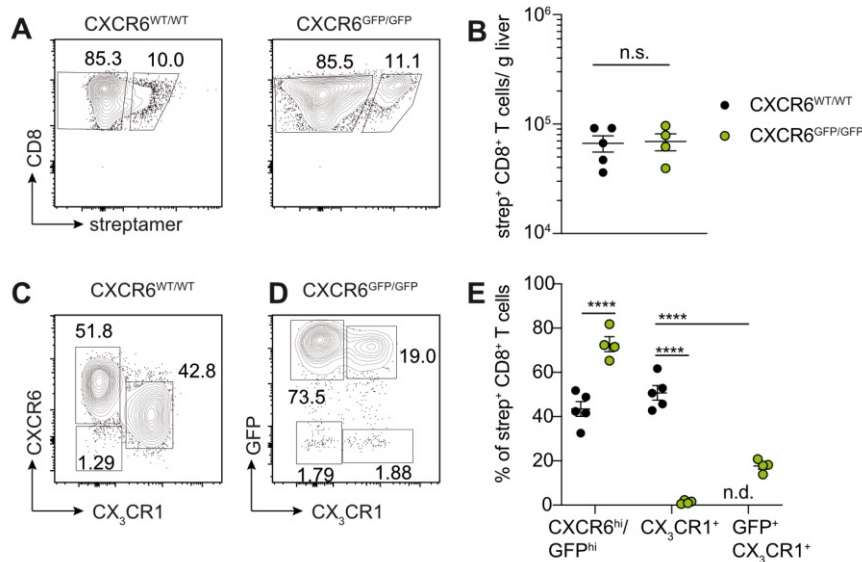 A
CXCR6WT/WT
CXCR6GFP/GFP
85.3
10.0
85.5
11.1
CD8
streptamer
B
n.s.
strep+ CD8+ T cells/ g liver
10⁶
10⁵
10⁴
CXCR6WT/WT
CXCR6GFP/GFP
C
CXCR6WT/WT
51.8
42.8
1.29
CXCR6
CX₃CR1
D
CXCR6GFP/GFP
19.0
73.5
1.79
1.88
GFP
CX₃CR1
E
% of strep+ CD8+ T cells
100
80
60
40
20
0
****
****
****
n.d.
CXCR6hi/
GFPhi
CX₃CR1+
GFP+
CX₃CR1+